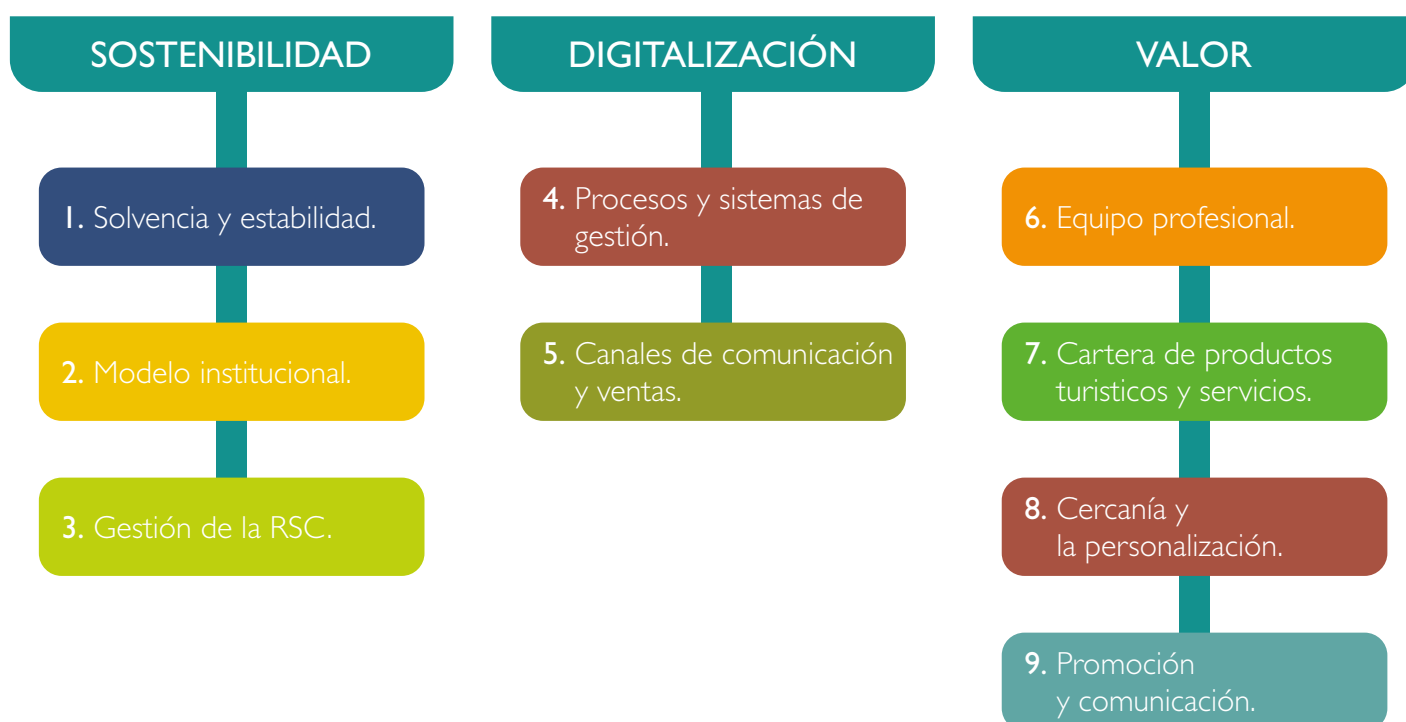 SOSTENIBILIDAD
1. Solvencia y estabilidad.
2. Modelo institucional.
3. Gestión de la RSC.
DIGITALIZACIÓN
4. Procesos y sistemas de
gestión.
5. Canales de comunicación
y ventas.
VALOR
6. Equipo profesional.
7. Cartera de productos
turisticos y servicios.
8. Cercanía y
la personalización.
9. Promoción
y comunicación.